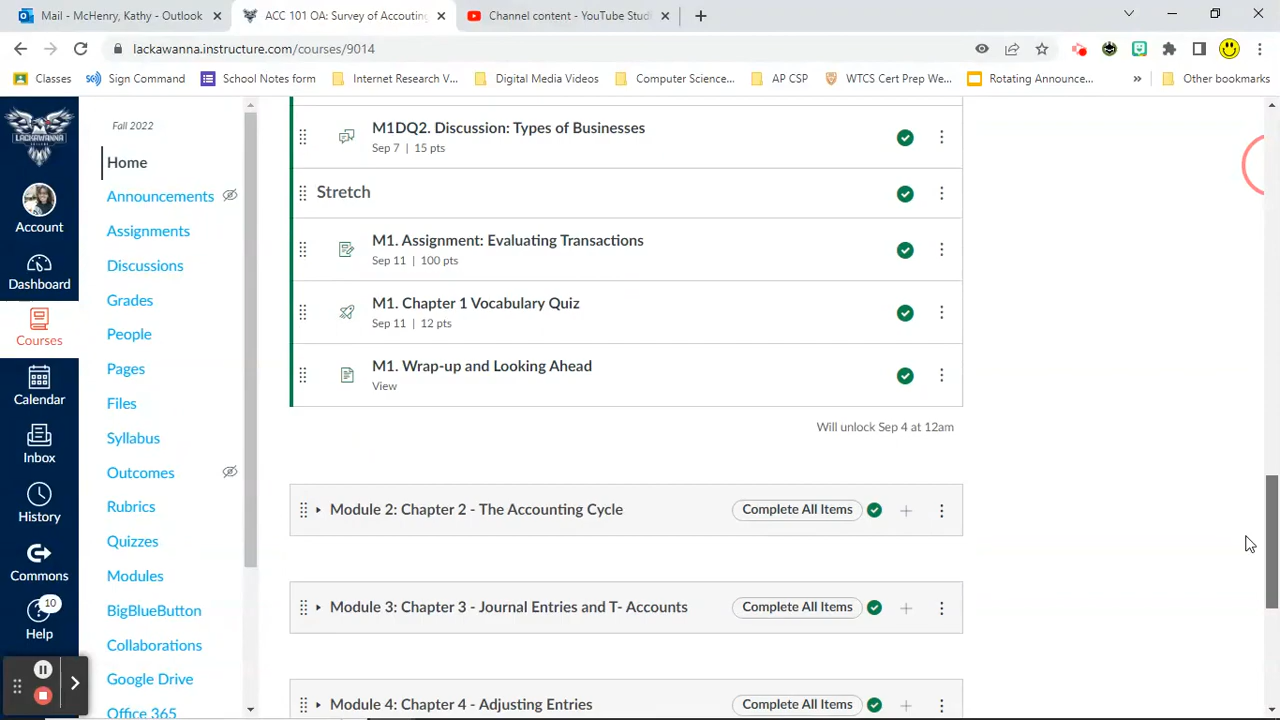 Mail - McHenry, Kathy - Outlook
ACC 101 OA: Survey of Accounting
Channel content - YouTube Studi
lackawanna.instructure.com/courses/9014
Classes
Sign Command
School Notes form
Internet Research V...
Digital Media Videos
Computer Science...
AP CSP
WTCS Cert Prep We...
Rotating Announce...
»
Other bookmarks
LACKAWANNA
Account
Dashboard
Courses
Calendar
Inbox
History
Commons
10
Help
Fall 2022
Home
Announcements
Assignments
Discussions
Grades
People
Pages
Files
Syllabus
Outcomes
Rubrics
Quizzes
Modules
BigBlueButton
Collaborations
Google Drive
Office 365
M1DQ2. Discussion: Types of Businesses
Sep 7 | 15 pts
Stretch
M1. Assignment: Evaluating Transactions
Sep 11 | 100 pts
M1. Chapter 1 Vocabulary Quiz
Sep 11 | 12 pts
M1. Wrap-up and Looking Ahead
View
Will unlock Sep 4 at 12am
Module 2: Chapter 2 - The Accounting Cycle
Complete All Items
Module 3: Chapter 3 - Journal Entries and T- Accounts
Complete All Items
Module 4: Chapter 4 - Adjusting Entries
Complete All Items